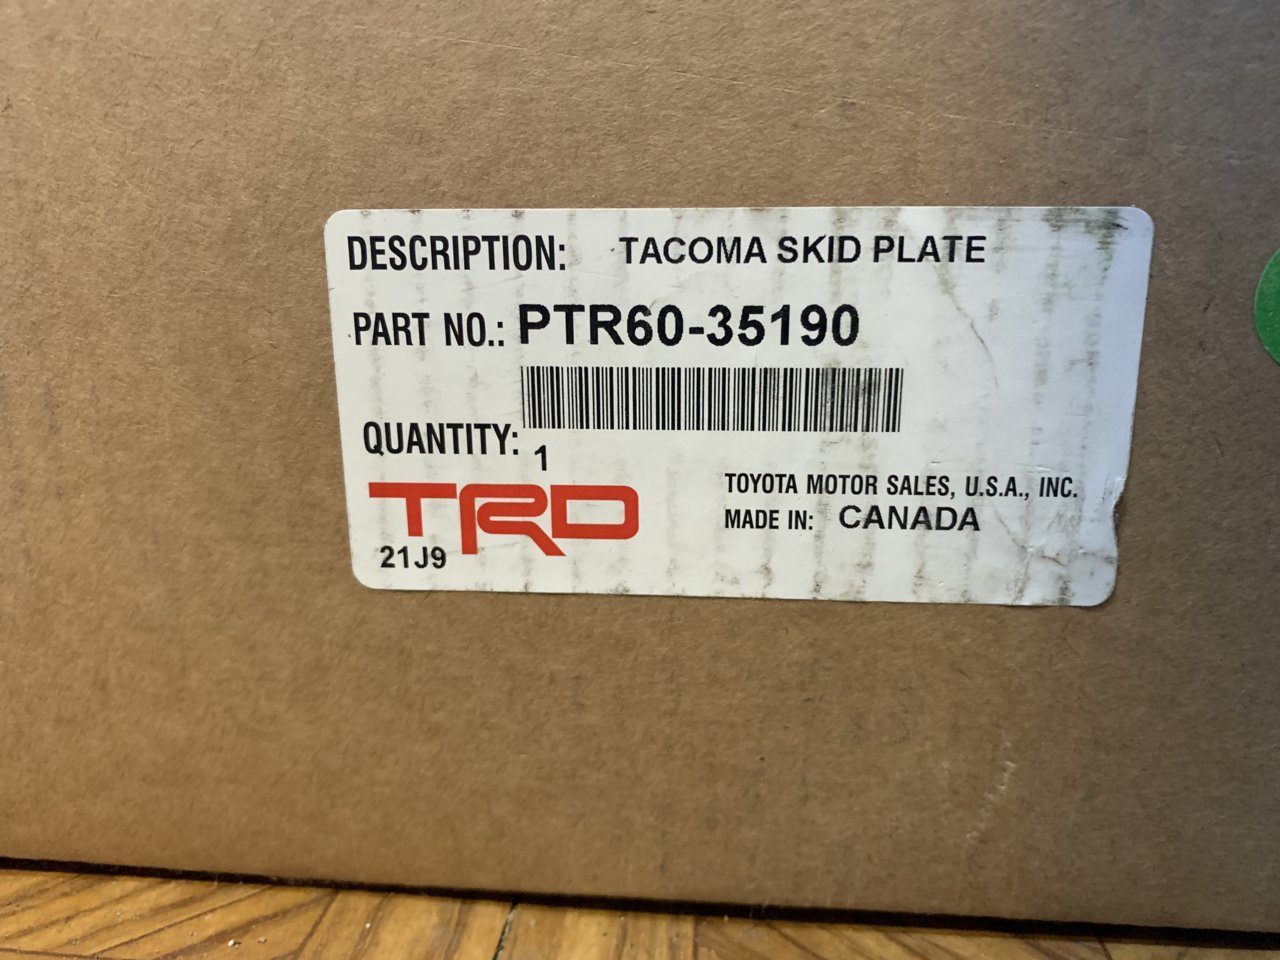 DESCRIPTION: TACOMA SKID PLATE
PART NO.: PTR60-35190
QUANTITY: 1
TRD
21J9
TOYOTA MOTOR SALES, U.S.A., INC.
MADE IN: CANADA